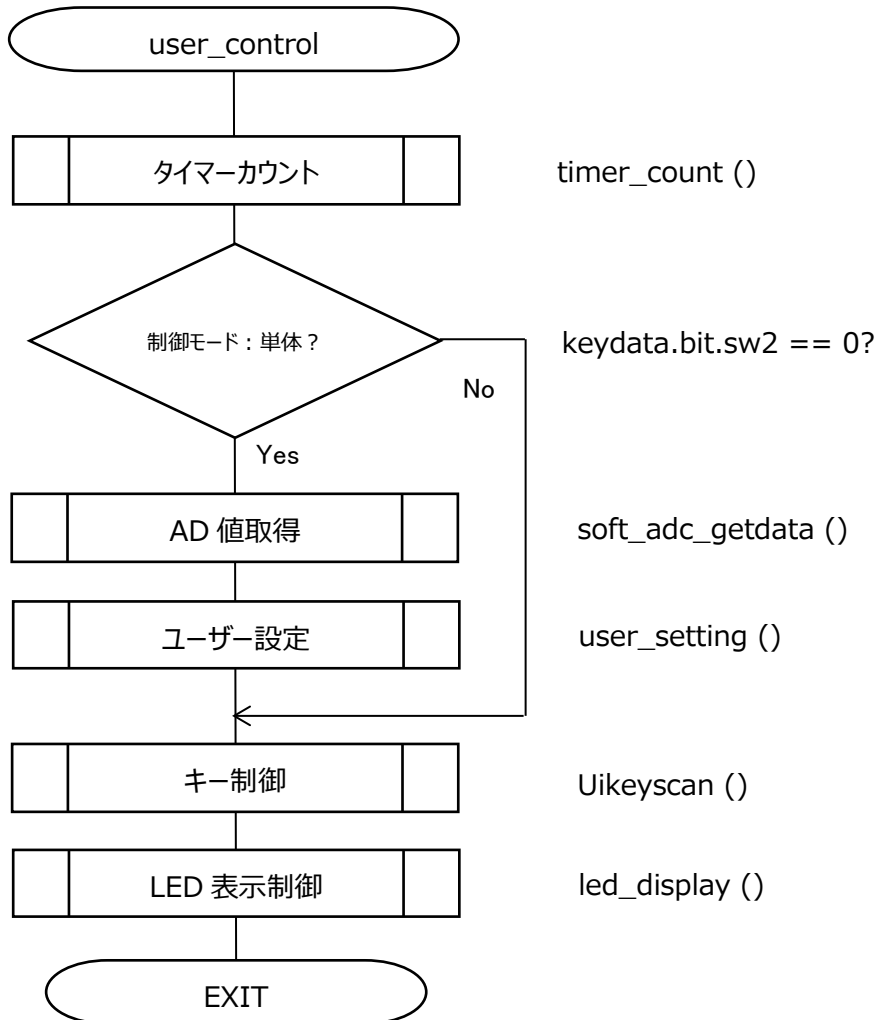 user_control
タイマーカウント
timer_count ()
制御モード：単体？
keydata.bit.sw2 == 0?
No
Yes
AD 値取得
soft_adc_getdata ()
ユーザー設定
user_setting ()
キー制御
Uikeyscan ()
LED 表示制御
led_display ()
EXIT